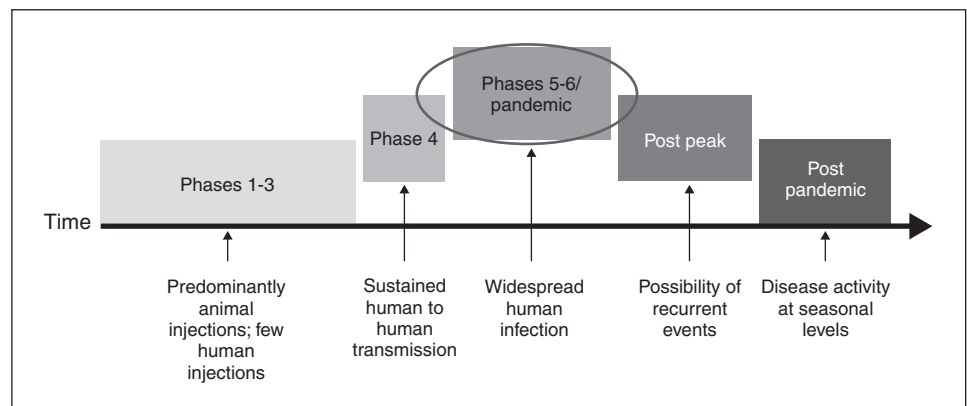 Phases 5-6/
pandemic
Phase 4
Post peak
Phases 1-3
Post
pandemic
Time
Predominantly
animal
injections; few
human
injections
Sustained
human to
human
transmission
Widespread
human
infection
Possibility of
recurrent
events
Disease activity
at seasonal
levels